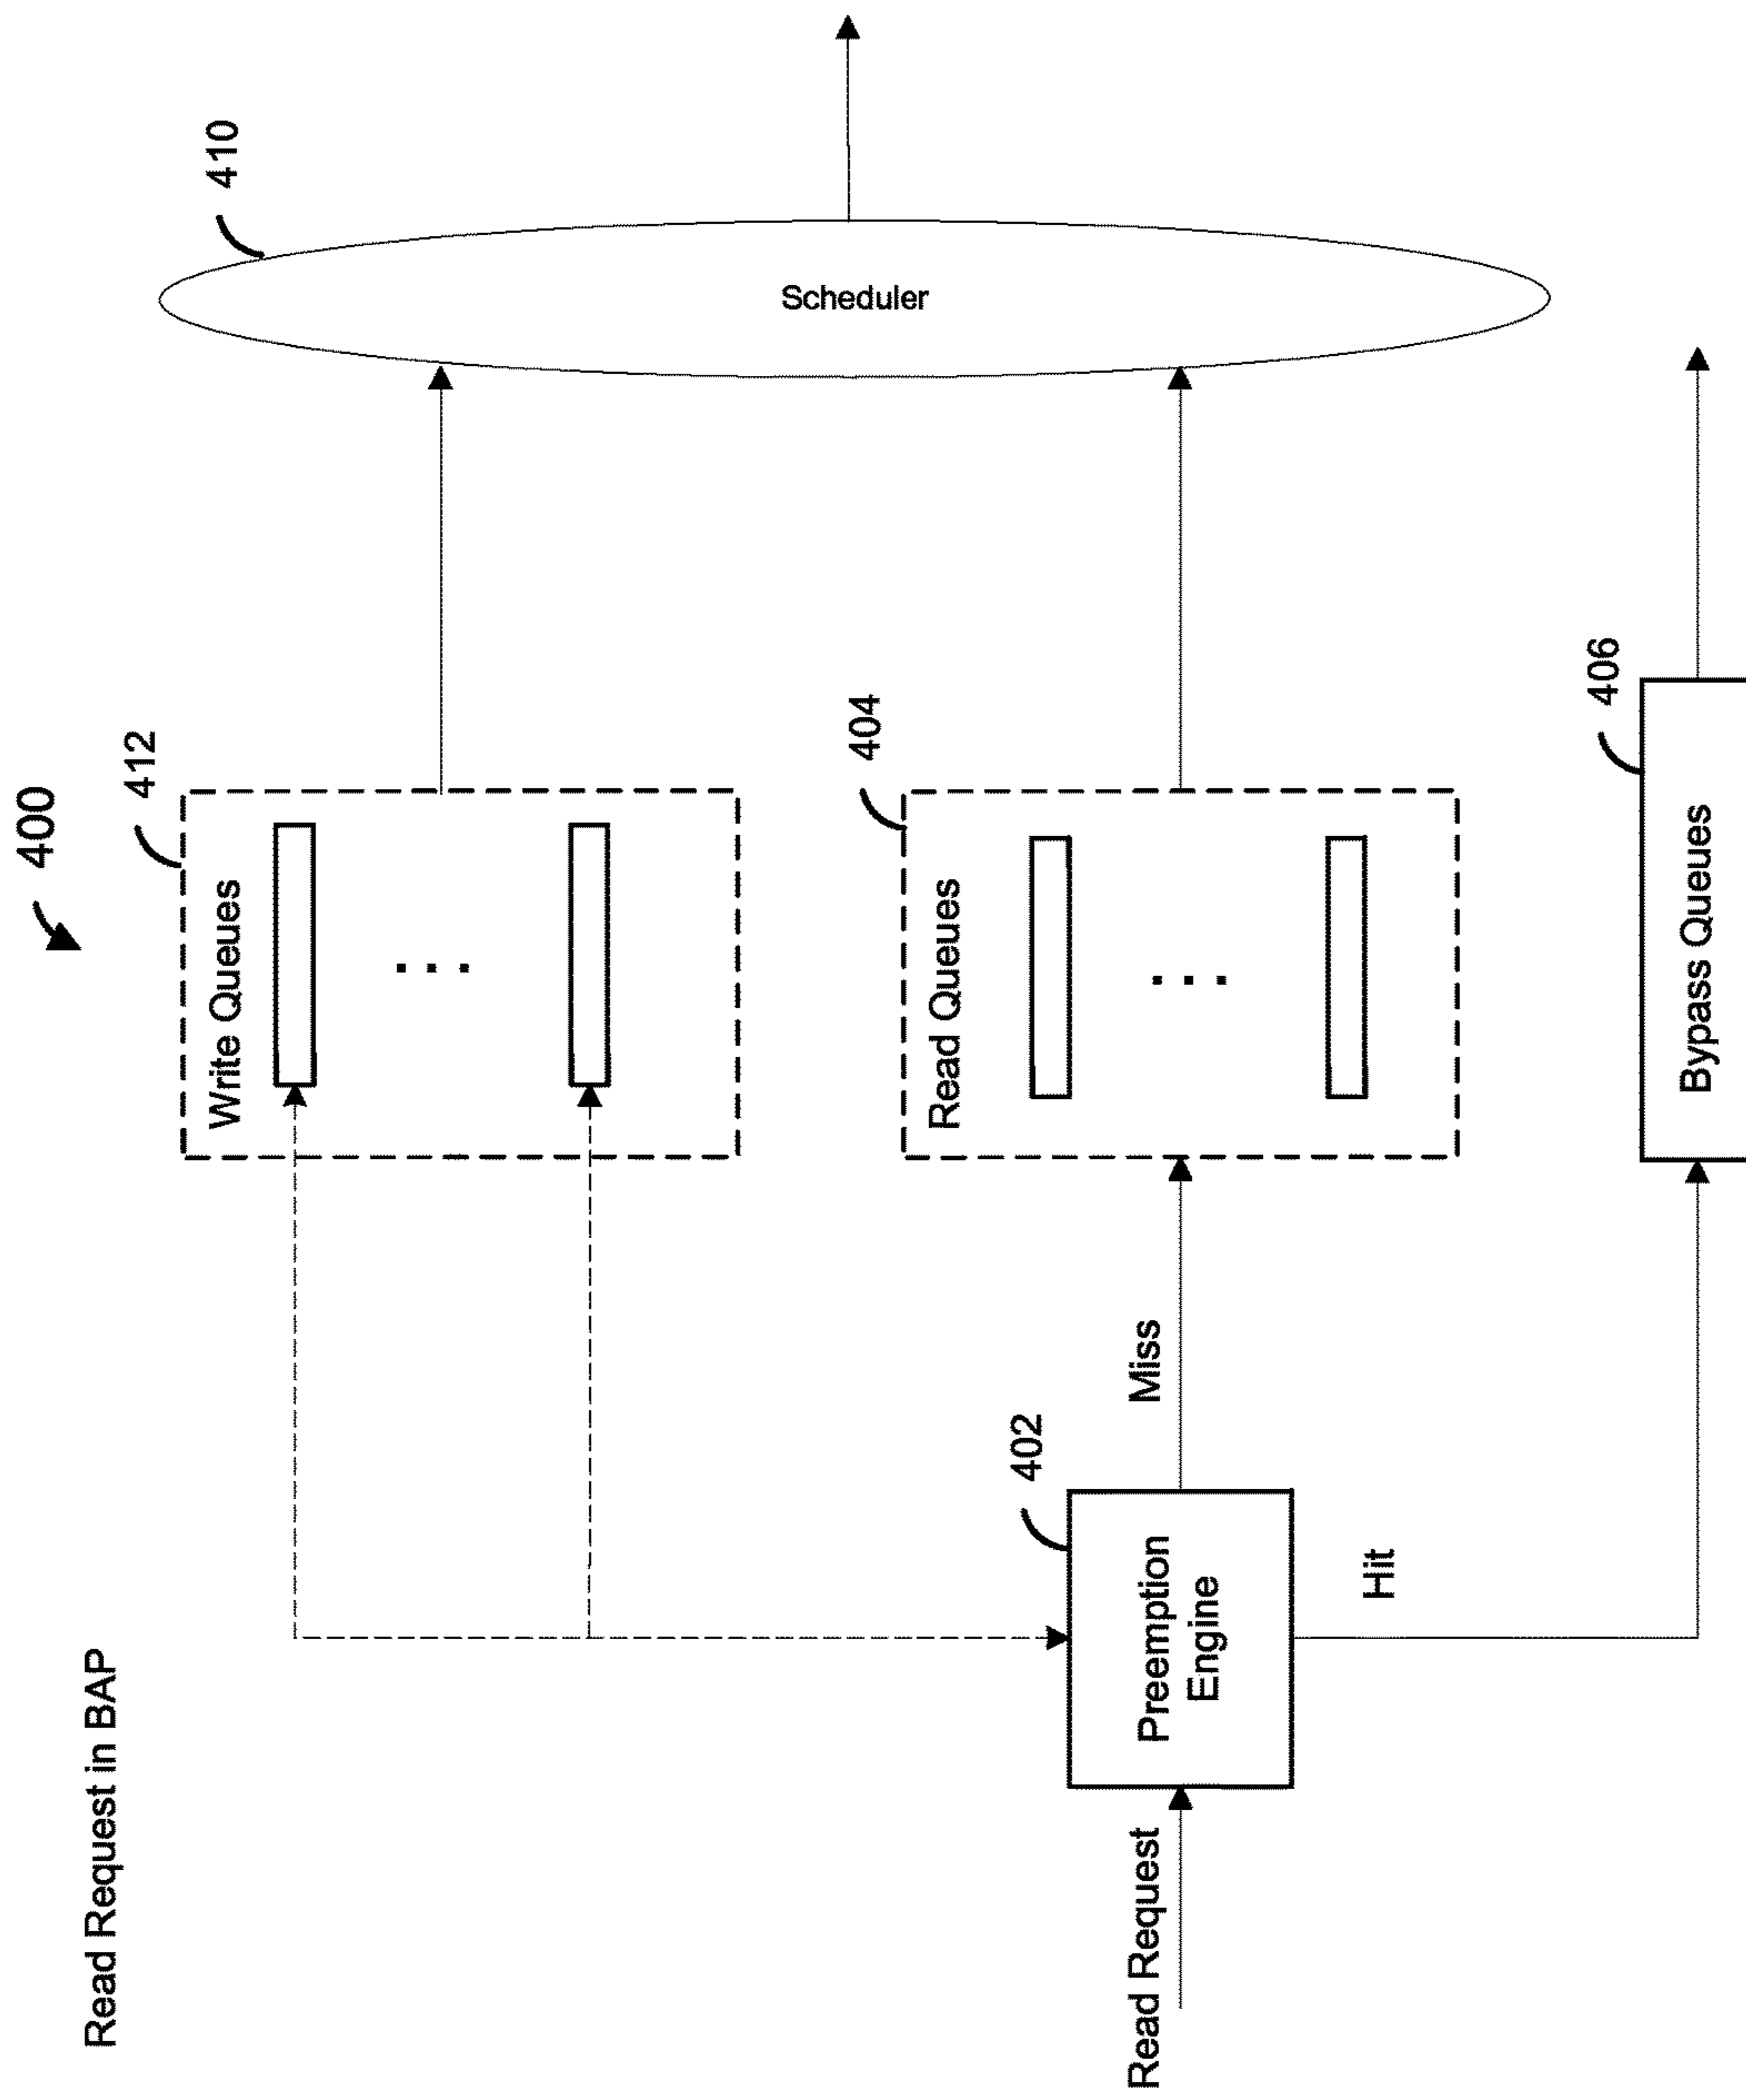 Read Request in BAP
400
412
Write Queues
. . .
410
Scheduler
404
Read Queues
. . .
402
Preemption
Engine
Read Request
Miss
Hit
406
Bypass Queues